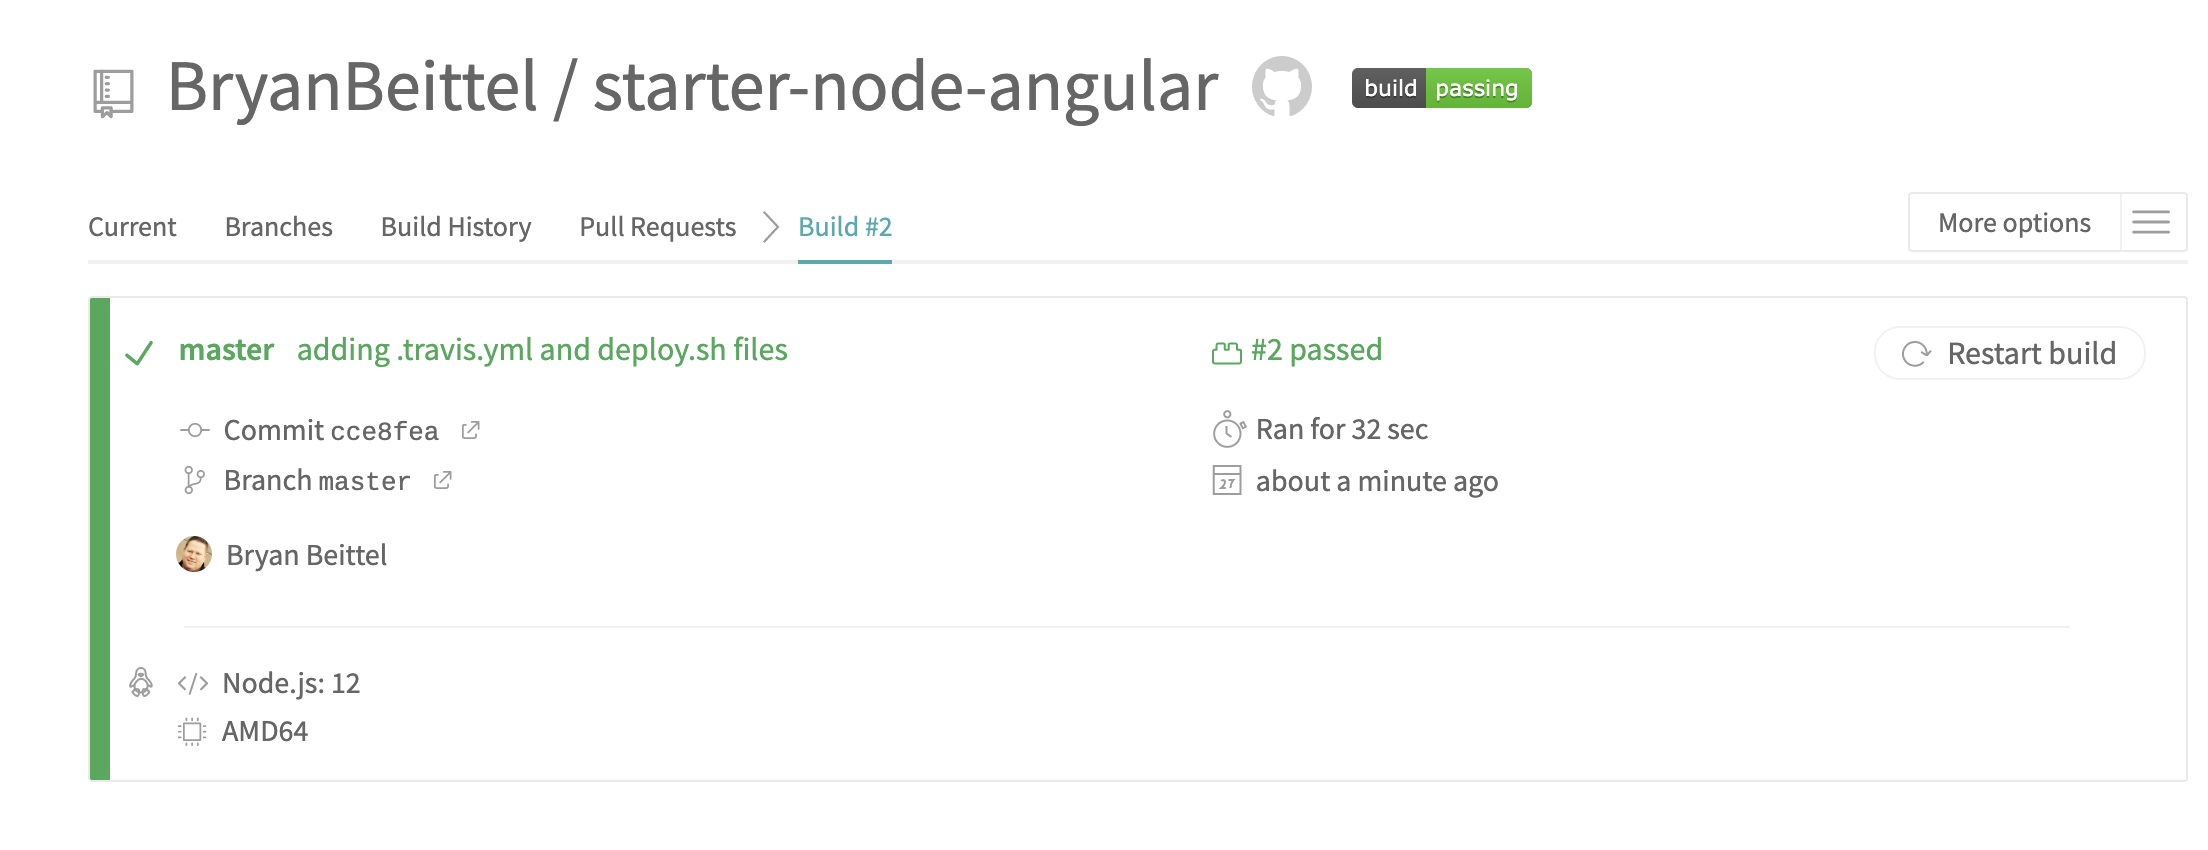 BryanBeittel / starter-node-angular build passing
Current Branches Build History Pull Requests Build #2 More options
master adding .travis.yml and deploy.sh files #2 passed Restart build
Commit cce8fea Ran for 32 sec
Branch master 27 about a minute ago
Bryan Beittel
</> Node.js: 12
AMD64